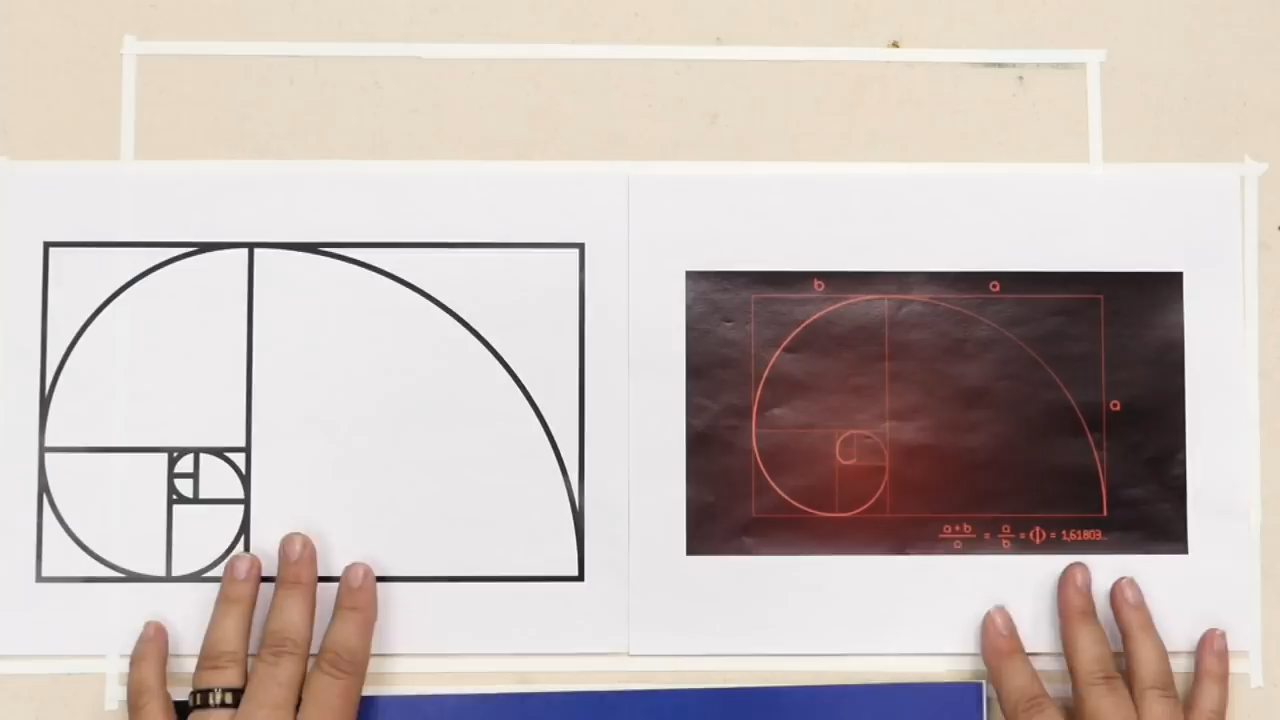 b a
a
a + b / a = a / b = Φ = 1,61803...